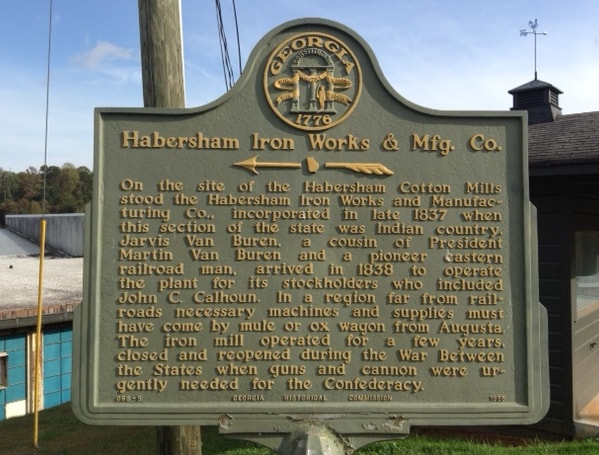 GEORGIA
CONSTITUTION
1776
Habersham Iron Works & Mfg. Co.
On the site of the Habersham Cotton Mills
stood the Habersham Iron Works and Manufac-
turing Co., incorporated in late 1837 when
this section of the state was Indian country.
Jarvis Van Buren, a cousin of President
Martin Van Buren and a pioneer eastern
railroad man, arrived in 1838 to operate
the plant for its stockholders who included
John C. Calhoun. In a region far from rail-
roads necessary machines and supplies must
have come by mule or ox wagon from Augusta.
The iron mill operated for a few years,
closed and reopened during the War Between
the States when guns and cannon were ur-
gently needed for the Confederacy.
068-5 GEORGIA HISTORICAL COMMISSION